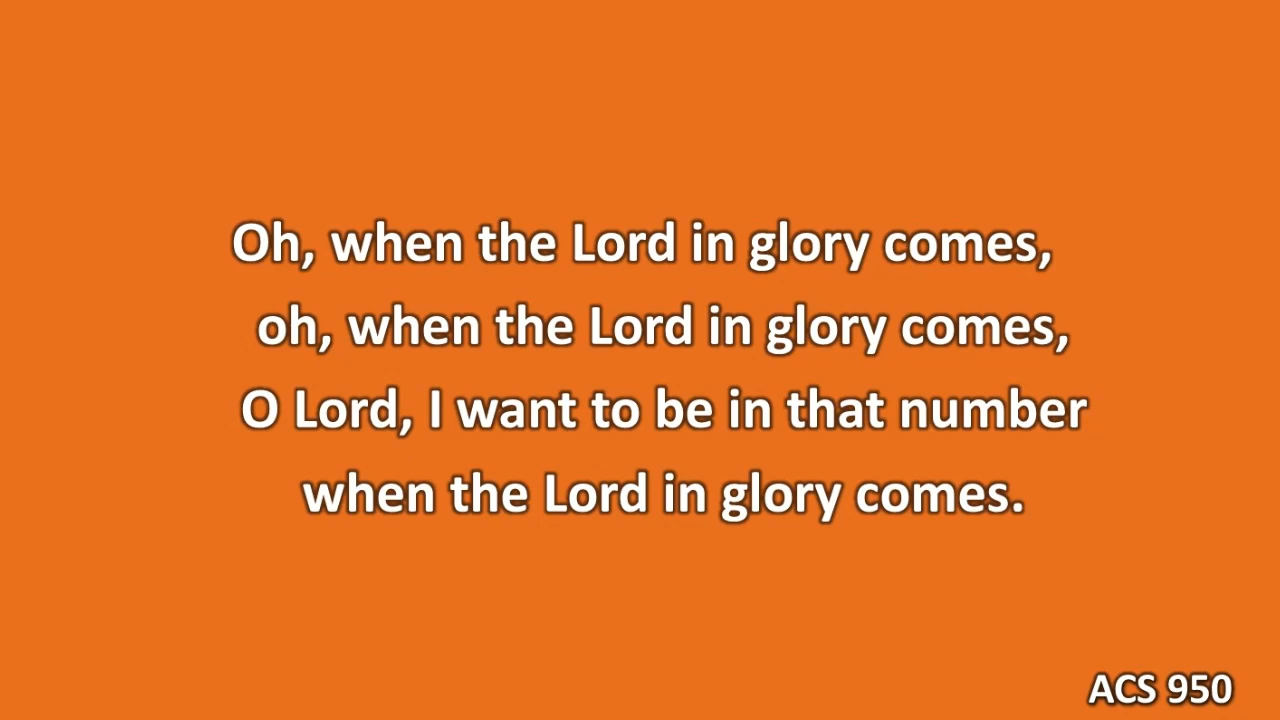 Oh, when the Lord in glory comes,
oh, when the Lord in glory comes,
O Lord, I want to be in that number
when the Lord in glory comes.
ACS 950